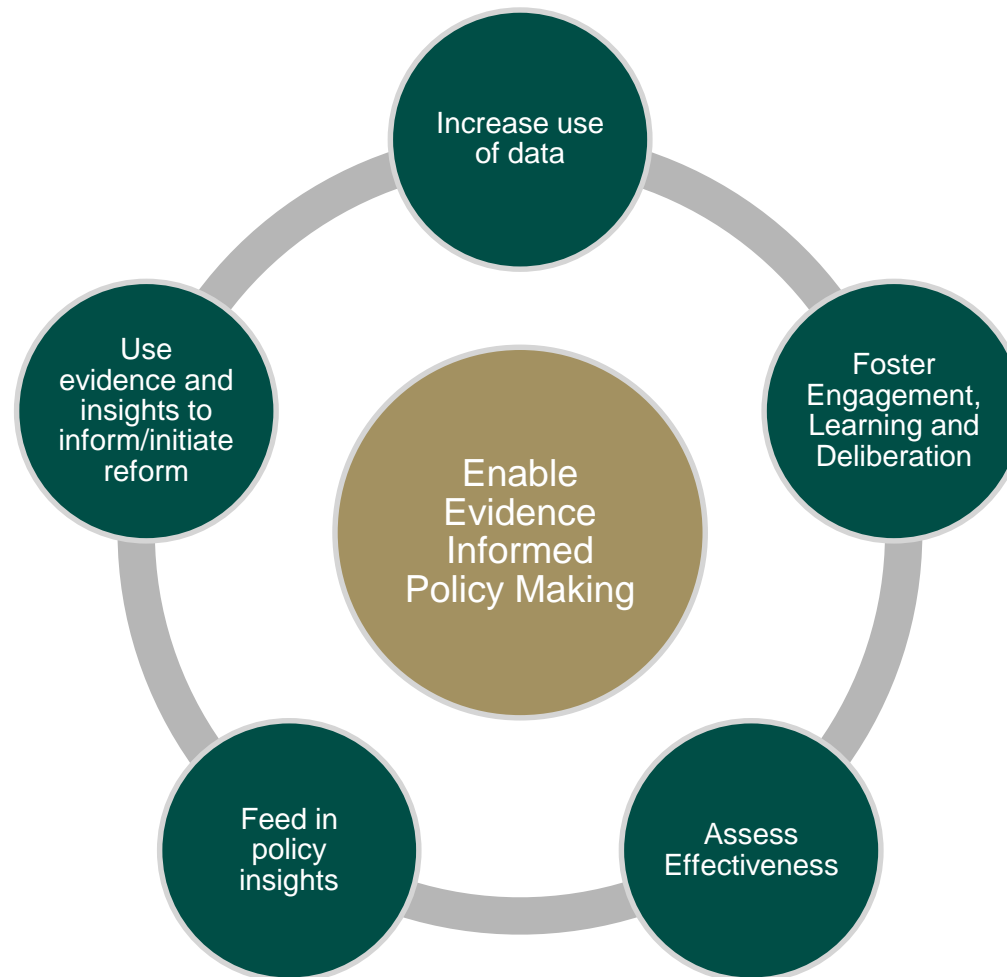 Increase use
of data
Foster
Engagement,
Learning and
Deliberation
Assess
Effectiveness
Feed in
policy
insights
Use
evidence and
insights to
inform/initiate
reform
Enable
Evidence
Informed
Policy Making